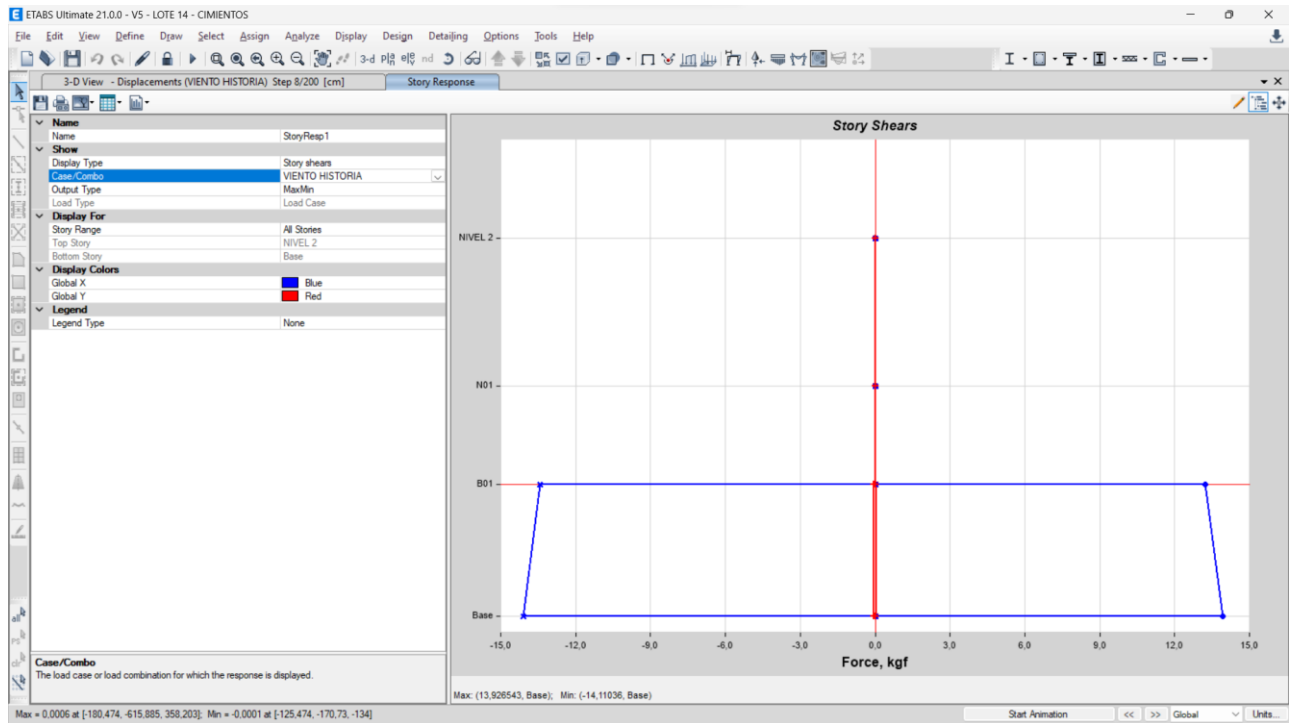 ETABS Ultimate 21.0.0 - V5 - LOTE 14 - CIMIENTOS
File Edit View Define Draw Select Assign Analyze Display Design Detailing Options Tools Help
3-d
nd
3-D View - Displacements (VIENTO HISTORIA) Step 8/200 [cm]
Story Response
Name
Name StoryResp1
Show
Display Type Story shears
Case/Combo VIENTO HISTORIA
Output Type MaxMin
Load Type Load Case
Display For
Story Range All Stories
Top Story NIVEL 2
Bottom Story Base
Display Colors
Global X Blue
Global Y Red
Legend
Legend Type None
Case/Combo
The load case or load combination for which the response is displayed.
all
ps
clr
Story Shears
NIVEL 2
N01
B01
Base
-15,0 -12,0 -9,0 -6,0 -3,0 0,0 3,0 6,0 9,0 12,0 15,0
Force, kgf
Max: (13,926543, Base); Min: (-14,11036, Base)
Max = 0,0006 at [-180,474, -615,885, 358,203]; Min = -0,0001 at [-125,474, -170,73, -134]
Start Animation << >> Global Units...